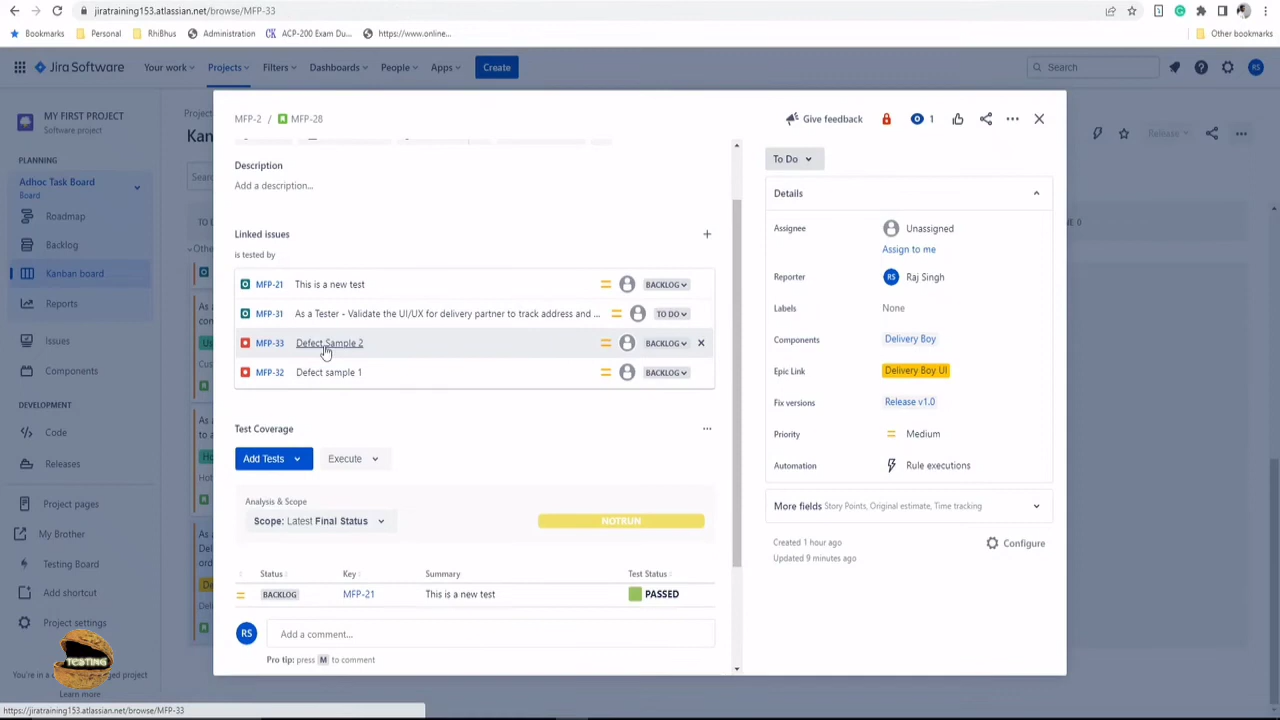 jiratraining153.atlassian.net/browse/MFP-33
Bookmarks
Personal
RhiBhus
Administration
ACP-200 Exam Du...
https://www.online...
Other bookmarks
Jira Software
Your work
Projects
Filters
Dashboards
People
Apps
Create
Search
RS
MY FIRST PROJECT
Software project
PLANNING
Adhoc Task Board
Board
Roadmap
Backlog
Kanban board
Reports
Issues
Components
DEVELOPMENT
Code
Releases
Project pages
My Brother
Testing Board
Add shortcut
Project settings
Learn more
Release
MFP-2 / MFP-28
Give feedback
1
Description
Add a description...
Linked issues
is tested by
MFP-21 This is a new test BACKLOG
MFP-31 As a Tester - Validate the UI/UX for delivery partner to track address and ... TO DO
MFP-33 Defect Sample 2 BACKLOG
MFP-32 Defect sample 1 BACKLOG
Test Coverage
Add Tests
Execute
Analysis & Scope
Scope: Latest Final Status
NOTRUN
Status Key Summary Test Status
BACKLOG MFP-21 This is a new test PASSED
RS
Add a comment...
Pro tip: press M to comment
To Do
Details
Assignee Unassigned
Assign to me
Reporter RS Raj Singh
Labels None
Components Delivery Boy
Epic Link Delivery Boy UI
Fix versions Release v1.0
Priority Medium
Automation Rule executions
More fields Story Points, Original estimate, Time tracking
Created 1 hour ago
Configure
Updated 9 minutes ago
TESTING
https://jiratraining153.atlassian.net/browse/MFP-33